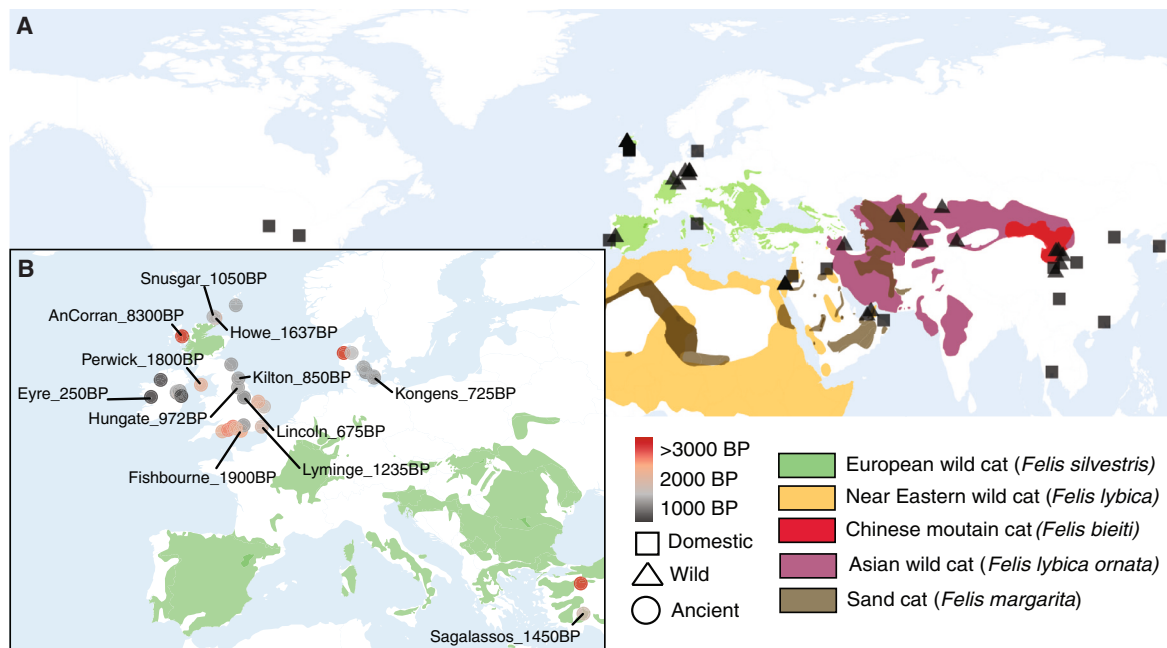 A
B
Snusgar_1050BP
AnCorran_8300BP
Howe_1637BP
Perwick_1800BP
Kilton_850BP
Eyre_250BP
Kongens_725BP
Hungate_972BP
Lincoln_675BP
Lyminge_1235BP
Fishbourne_1900BP
Sagalassos_1450BP
>3000 BP
2000 BP
1000 BP
Domestic
Wild
Ancient
European wild cat (Felis silvestris)
Near Eastern wild cat (Felis lybica)
Chinese moutain cat (Felis bieiti)
Asian wild cat (Felis lybica ornata)
Sand cat (Felis margarita)